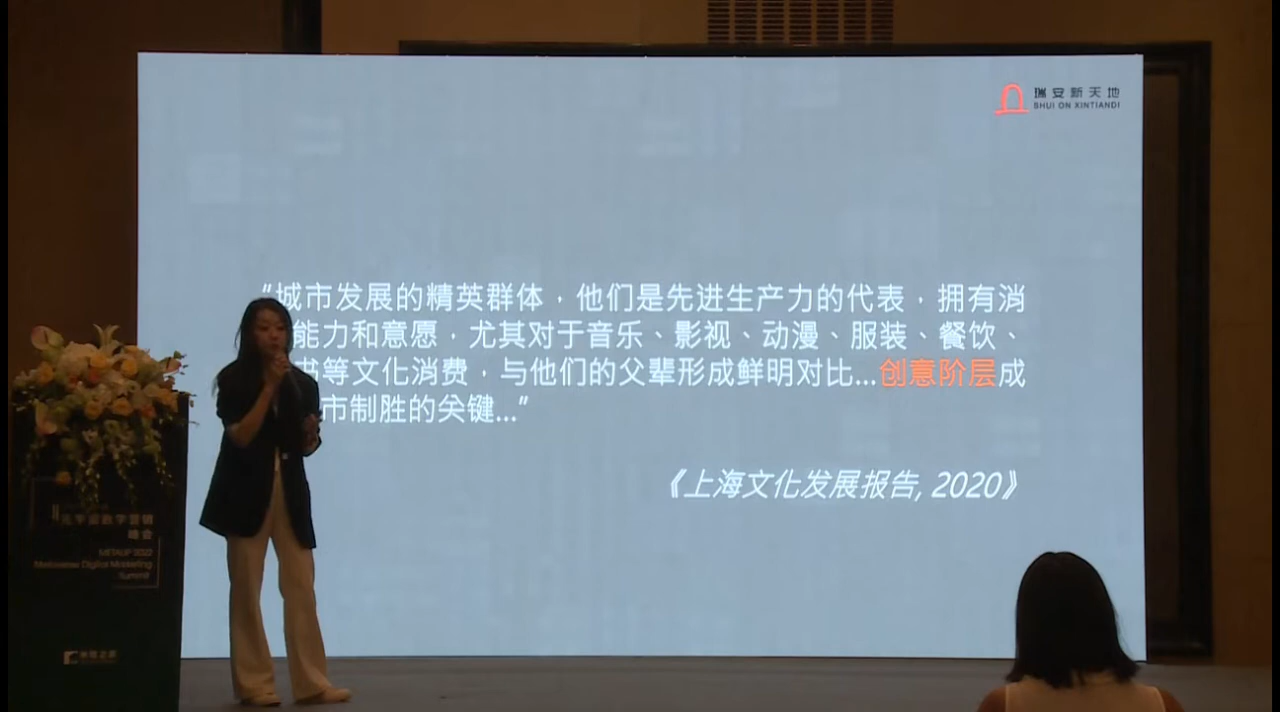 瑞安新天地
SHUI ON XINTIANDI
“城市发展的精英群体，他们是先进生产力的代表，拥有消
能力和意愿，尤其对于音乐、影视、动漫、服装、餐饮、
书等文化消费，与他们的父辈形成鲜明对比...创意阶层成
市制胜的关键...”
《上海文化发展报告, 2020》
元宇宙数字营销
峰会
METAUP 2022
Metaverse Digital Marketing
Summit